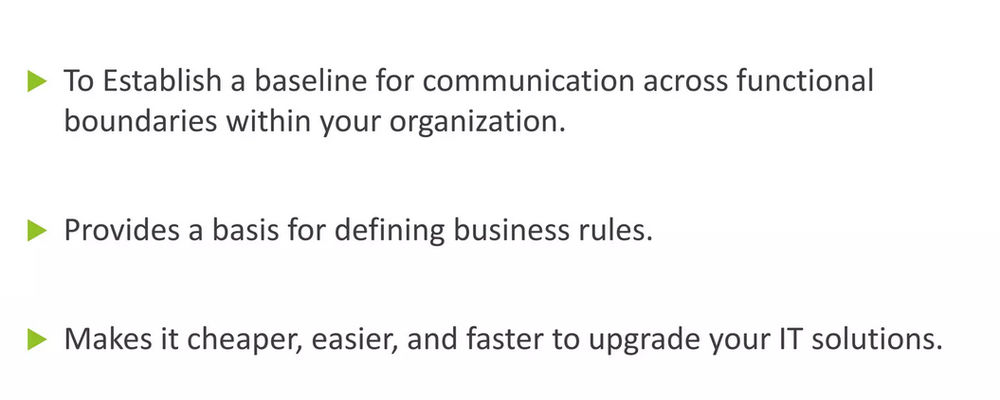 To Establish a baseline for communication across functional
boundaries within your organization.
Provides a basis for defining business rules.
Makes it cheaper, easier, and faster to upgrade your IT solutions.